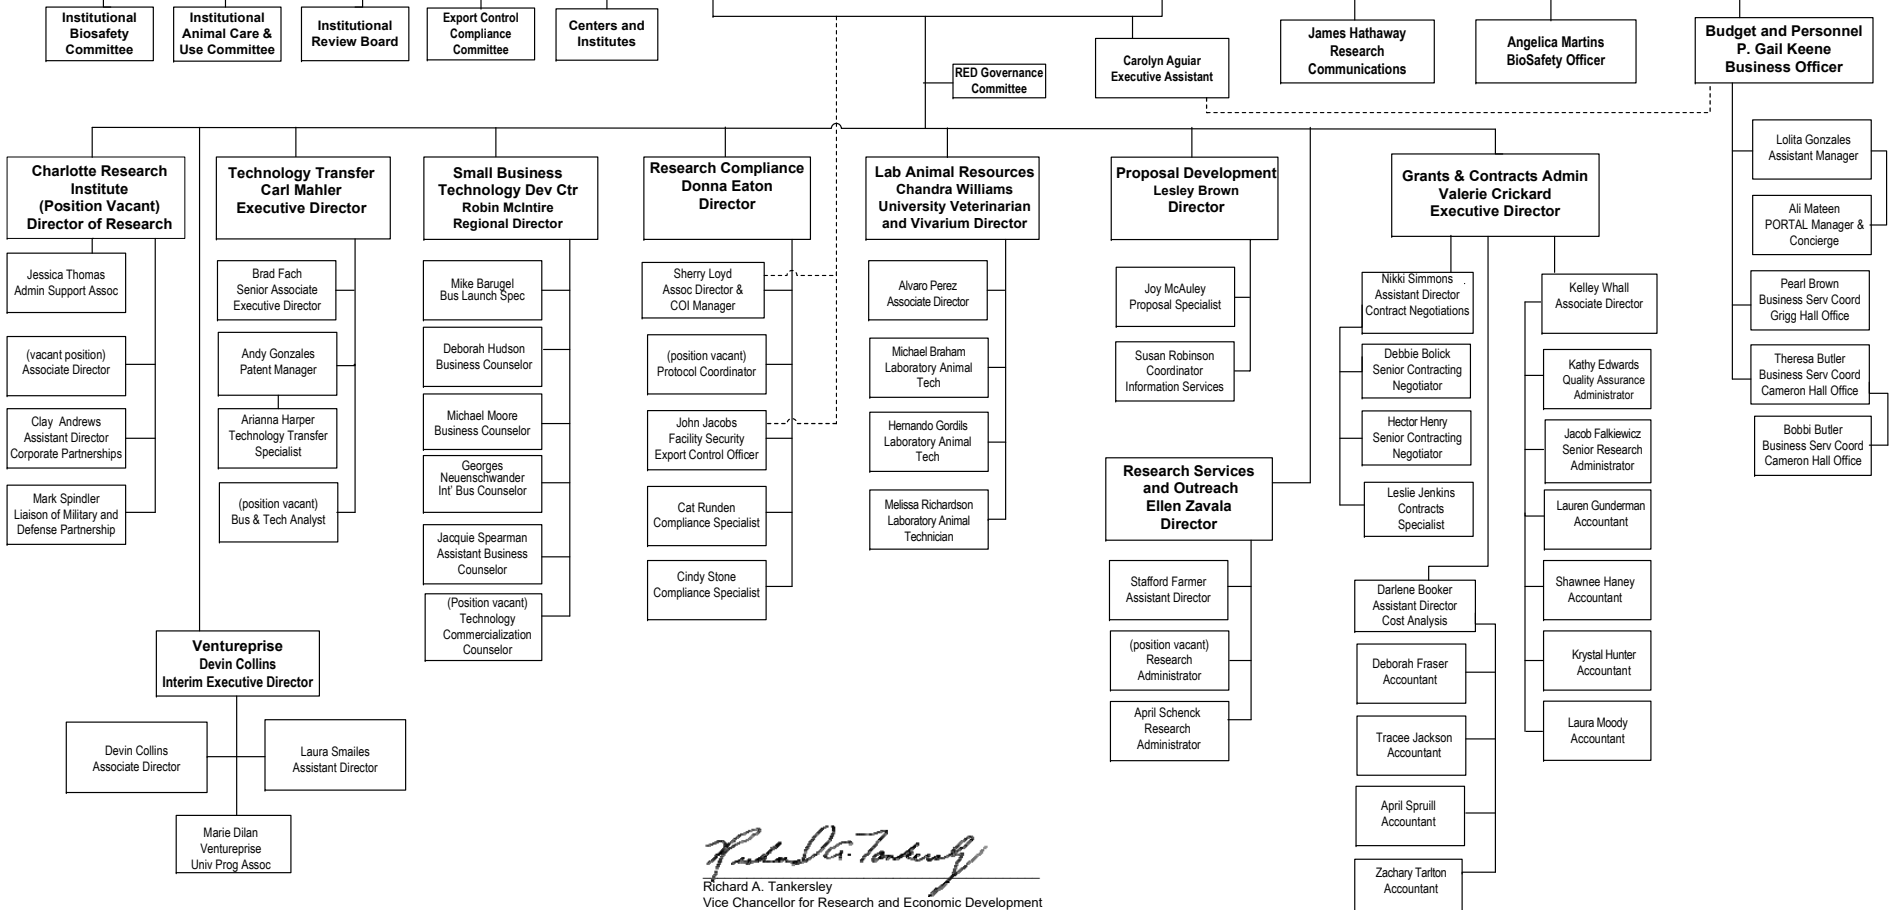 Institutional
Biosafety
Committee
Institutional
Animal Care &
Use Committee
Institutional
Review Board
Export Control
Compliance
Committee
Centers and
Institutes
RED Governance
Committee
Carolyn Aguiar
Executive Assistant
James Hathaway
Research
Communications
Angelica Martins
BioSafety Officer
Budget and Personnel
P. Gail Keene
Business Officer
Lolita Gonzales
Assistant Manager
Ali Mateen
PORTAL Manager &
Concierge
Pearl Brown
Business Serv Coord
Grigg Hall Office
Theresa Butler
Business Serv Coord
Cameron Hall Office
Bobbi Butler
Business Serv Coord
Cameron Hall Office
Charlotte Research
Institute
(Position Vacant)
Director of Research
Jessica Thomas
Admin Support Assoc
(vacant position)
Associate Director
Clay Andrews
Assistant Director
Corporate Partnerships
Mark Spindler
Liaison of Military and
Defense Partnership
Technology Transfer
Carl Mahler
Executive Director
Brad Fach
Senior Associate
Executive Director
Andy Gonzales
Patent Manager
Arianna Harper
Technology Transfer
Specialist
(position vacant)
Bus & Tech Analyst
Small Business
Technology Dev Ctr
Robin McIntire
Regional Director
Mike Barugel
Bus Launch Spec
Deborah Hudson
Business Counselor
Michael Moore
Business Counselor
Georges
Neuenschwander
Int' Bus Counselor
Jacquie Spearman
Assistant Business
Counselor
(Position vacant)
Technology
Commercialization
Counselor
Research Compliance
Donna Eaton
Director
Sherry Loyd
Assoc Director &
COI Manager
(position vacant)
Protocol Coordinator
John Jacobs
Facility Security
Export Control Officer
Cat Runden
Compliance Specialist
Cindy Stone
Compliance Specialist
Lab Animal Resources
Chandra Williams
University Veterinarian
and Vivarium Director
Alvaro Perez
Associate Director
Michael Braham
Laboratory Animal
Tech
Hernando Gordils
Laboratory Animal
Tech
Melissa Richardson
Laboratory Animal
Technician
Proposal Development
Lesley Brown
Director
Joy McAuley
Proposal Specialist
Susan Robinson
Coordinator
Information Services
Research Services
and Outreach
Ellen Zavala
Director
Stafford Farmer
Assistant Director
(position vacant)
Research
Administrator
April Schenck
Research
Administrator
Grants & Contracts Admin
Valerie Crickard
Executive Director
Nikki Simmons
Assistant Director
Contract Negotiations
Debbie Bolick
Senior Contracting
Negotiator
Hector Henry
Senior Contracting
Negotiator
Leslie Jenkins
Contracts
Specialist
Darlene Booker
Assistant Director
Cost Analysis
Deborah Fraser
Accountant
Tracee Jackson
Accountant
April Spruill
Accountant
Zachary Tarlton
Accountant
Kelley Whall
Associate Director
Kathy Edwards
Quality Assurance
Administrator
Jacob Falkiewicz
Senior Research
Administrator
Lauren Gunderman
Accountant
Shawnee Haney
Accountant
Krystal Hunter
Accountant
Laura Moody
Accountant
Ventureprise
Devin Collins
Interim Executive Director
Devin Collins
Associate Director
Laura Smailes
Assistant Director
Marie Dilan
Ventureprise
Univ Prog Assoc
Richard A. Tankersley
Richard A. Tankersley
Vice Chancellor for Research and Economic Development